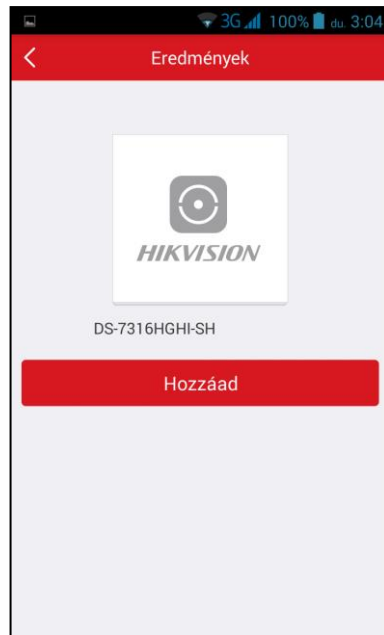 3G 100% du. 3:04
Eredmények
HIKVISION
DS-7316HGHI-SH
Hozzáad